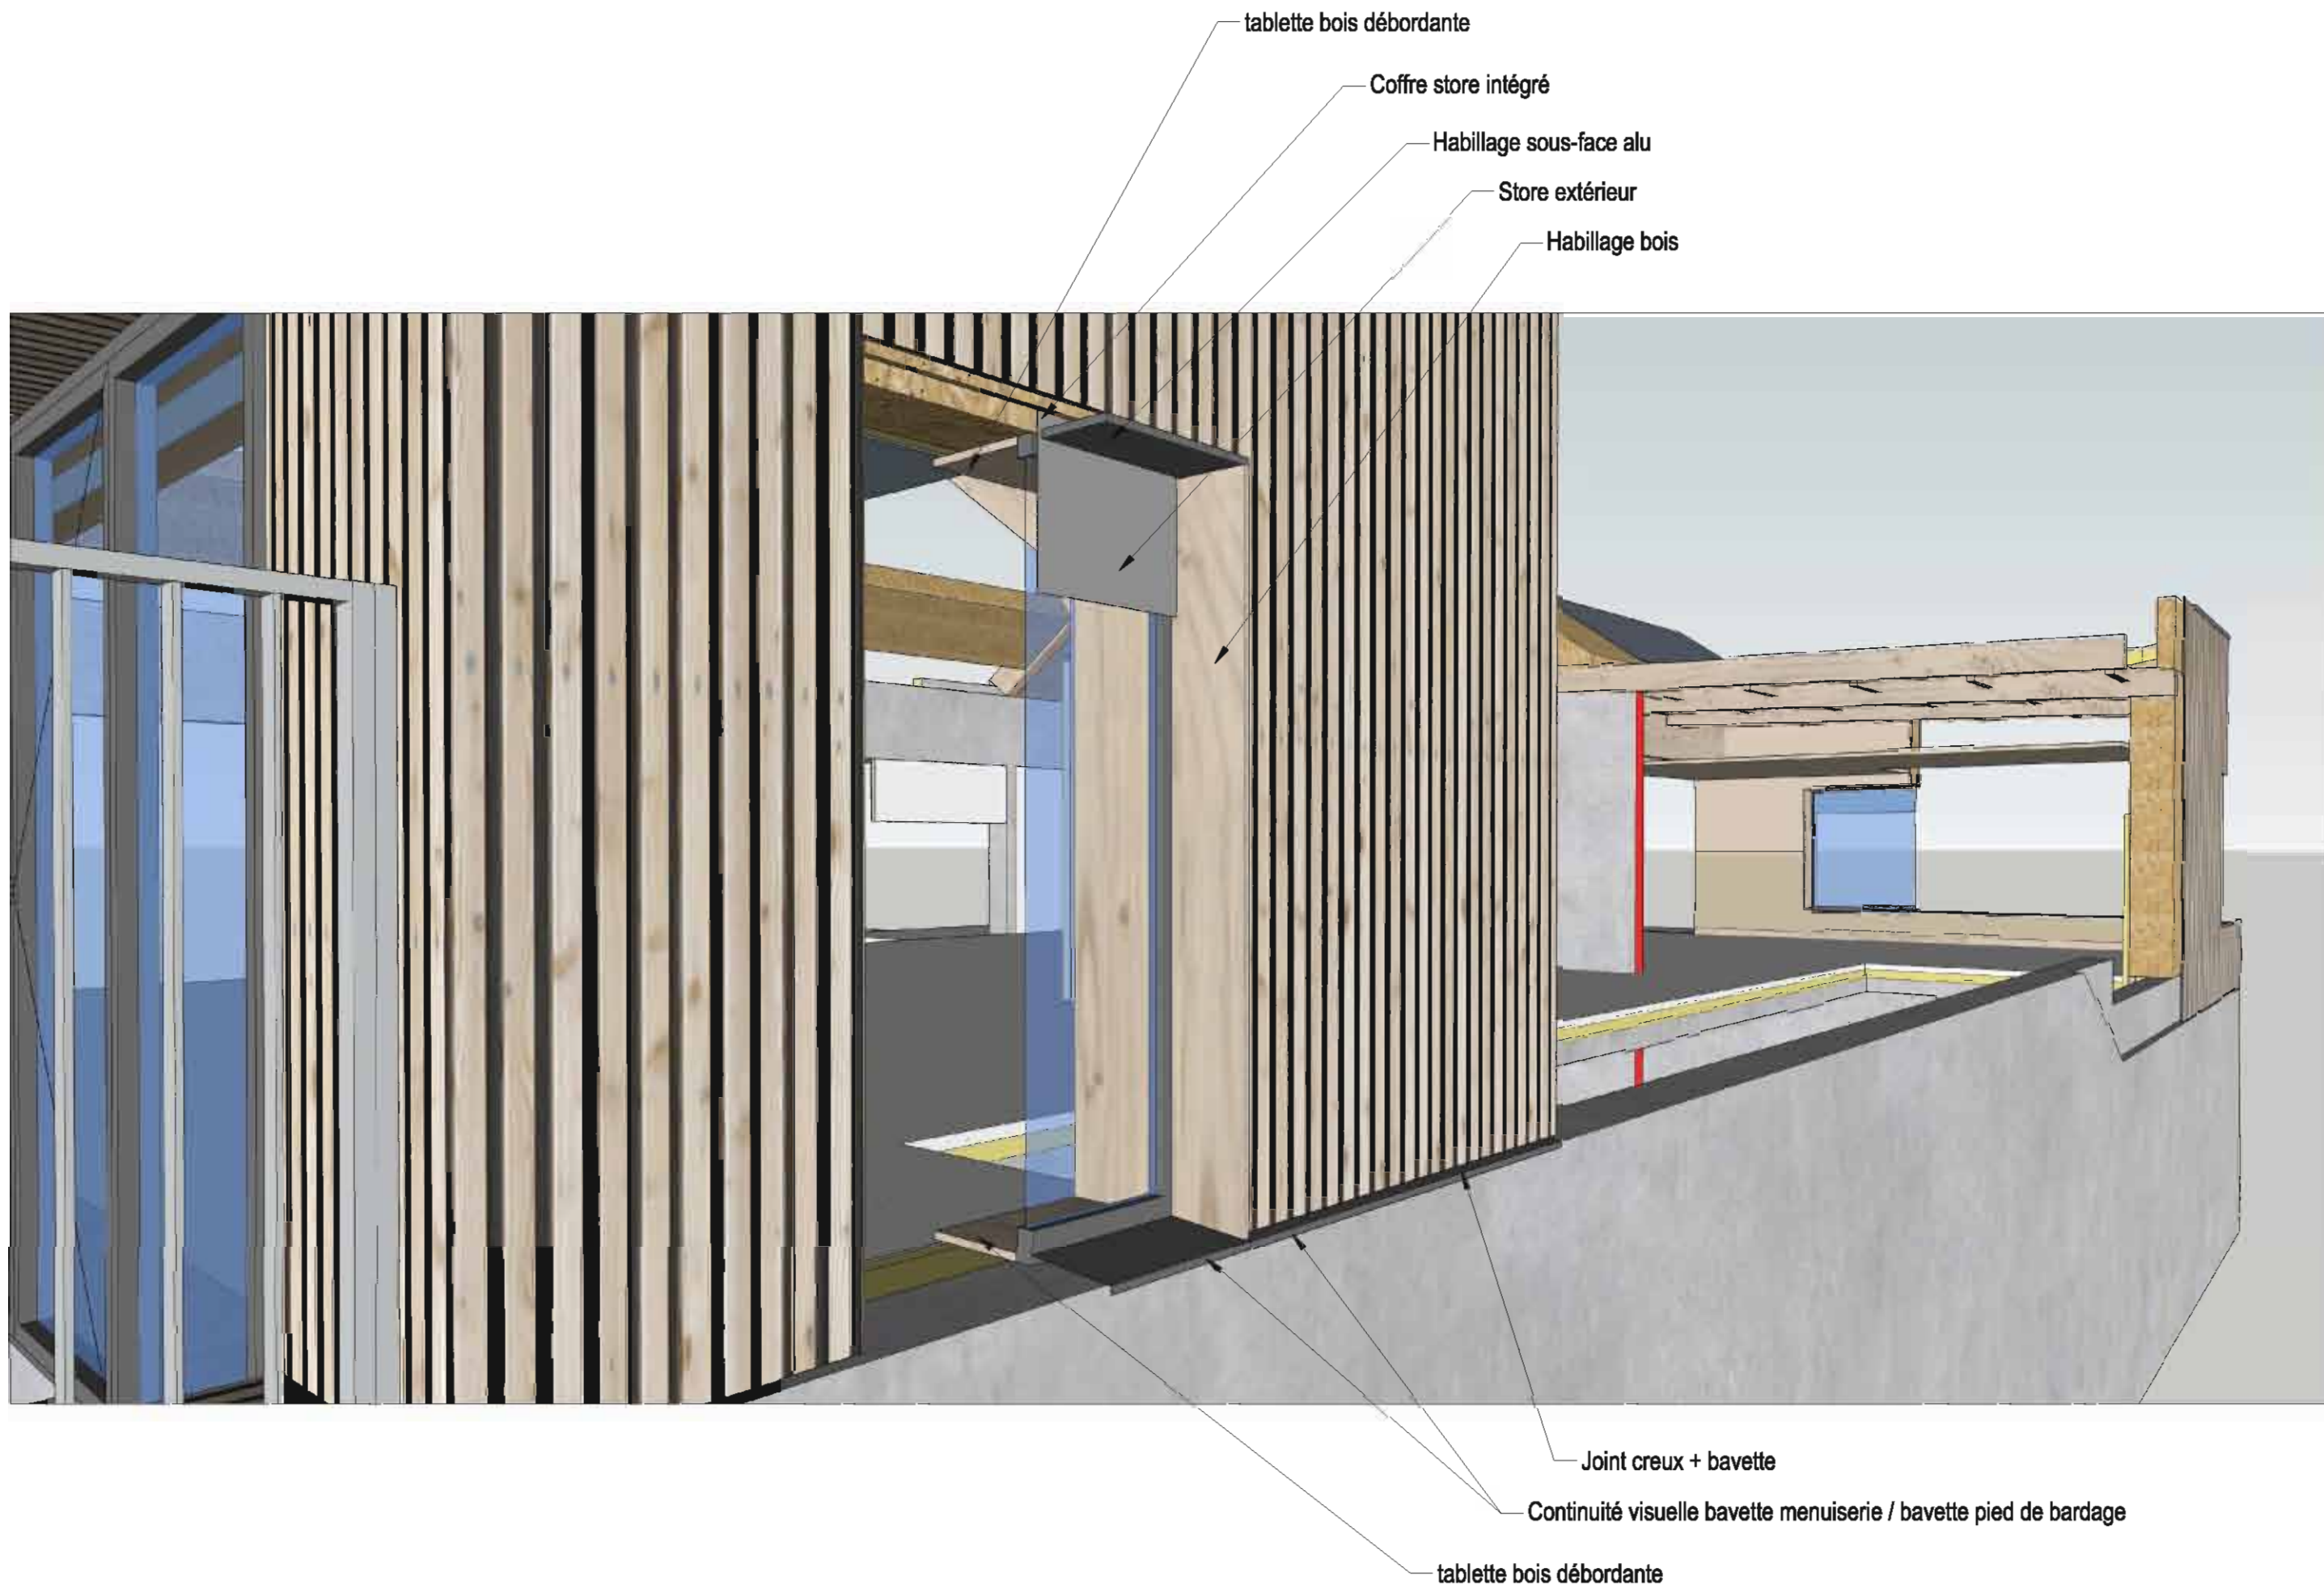 tablette bois débordante
Coffre store intégré
Habillage sous-face alu
Store extérieur
Habillage bois
Joint creux + bavette
Continuité visuelle bavette menuiserie / bavette pied de bardage
tablette bois débordante